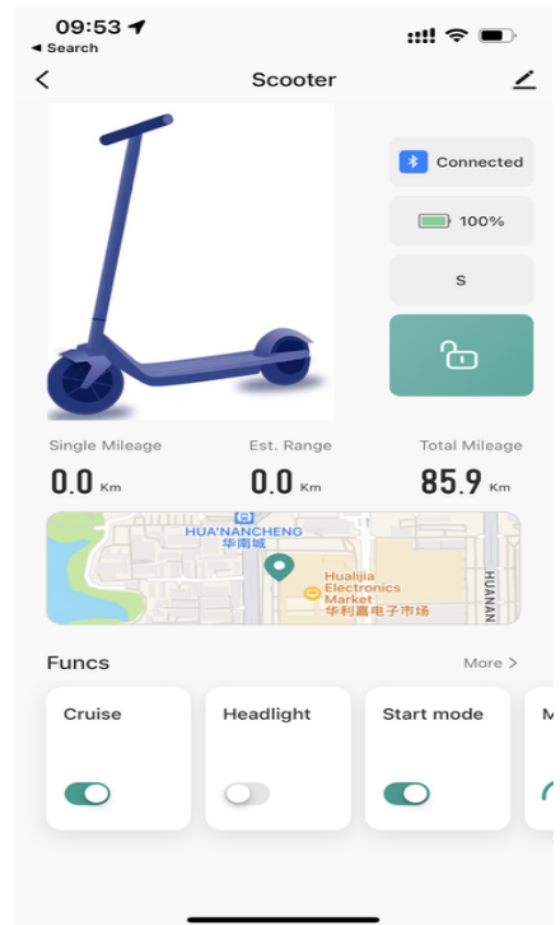 09:53
◀ Search
Scooter
Connected
100%
S
Single Mileage
Est. Range
Total Mileage
0.0 Km
0.0 Km
85.9 Km
HUA'NANCHENG
华南城
Hualijia
Electronics
Market
华利嘉电子市场
HUANAN
Funcs
More >
Cruise
Headlight
Start mode